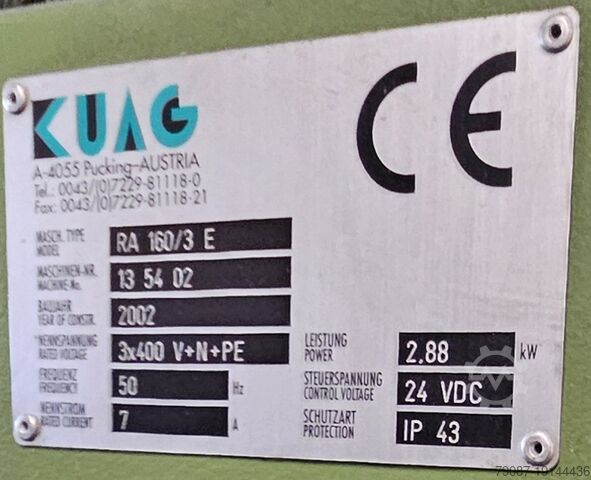 KUAG
CE
A-4055 Pucking-AUSTRIA
Tel.: 0043/(0)7229-81118-0
Fax: 0043/(0)7229-81118-21
MASCH. TYPE
MODEL
RA 160/3 E
MASCHINEN-NR.
MACHINE-No.
13 54 02
BAUJAHR
YEAR OF CONSTR.
2002
NENNSPANNUNG
RATED VOLTAGE
3x400 V+N+PE
FREQUENZ
FREQUENCY
50 Hz
NENNSTROM
RATED CURRENT
7 A
LEISTUNG
POWER
2.88 kW
STEUERSPANNUNG
CONTROL VOLTAGE
24 VDC
SCHUTZART
PROTECTION
IP 43
79087-19144436